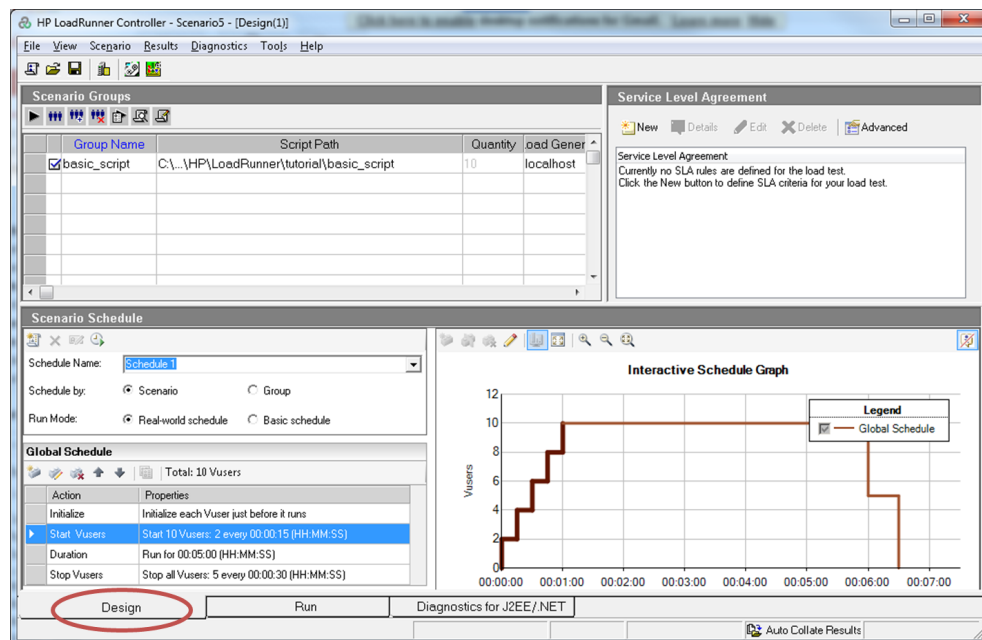 HP LoadRunner Controller - Scenario5 - [Design(1)]
File View Scenario Results Diagnostics Tools Help
Scenario Groups
Group Name Script Path Quantity oad Gener
basic_script C:\...\HP\LoadRunner\tutorial\basic_script 10 localhost
Service Level Agreement
New Details Edit Delete Advanced
Service Level Agreement
Currently no SLA rules are defined for the load test.
Click the New button to define SLA criteria for your load test.
Scenario Schedule
Schedule Name: Schedule 1
Schedule by: Scenario Group
Run Mode: Real-world schedule Basic schedule
Global Schedule
Total: 10 Vusers
Action Properties
Initialize Initialize each Vuser just before it runs
Start Vusers Start 10 Vusers: 2 every 00:00:15 (HH:MM:SS)
Duration Run for 00:05:00 (HH:MM:SS)
Stop Vusers Stop all Vusers: 5 every 00:00:30 (HH:MM:SS)
Interactive Schedule Graph
Legend
Global Schedule
Vusers
12
10
8
6
4
2
0
00:00:00 00:01:00 00:02:00 00:03:00 00:04:00 00:05:00 00:06:00 00:07:00
Design Run Diagnostics for J2EE/.NET
Auto Collate Results